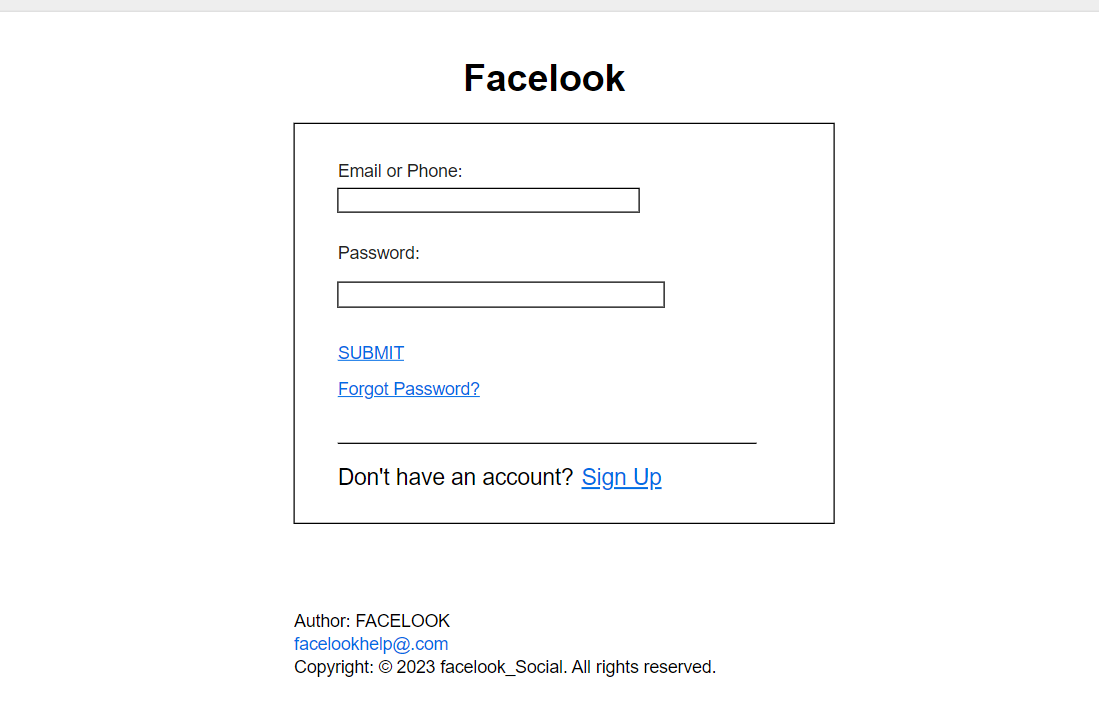 Facelook
Email or Phone:
Password:
SUBMIT
Forgot Password?
Don't have an account? Sign Up
Author: FACELOOK
facelookhelp@.com
Copyright: © 2023 facelook_Social. All rights reserved.